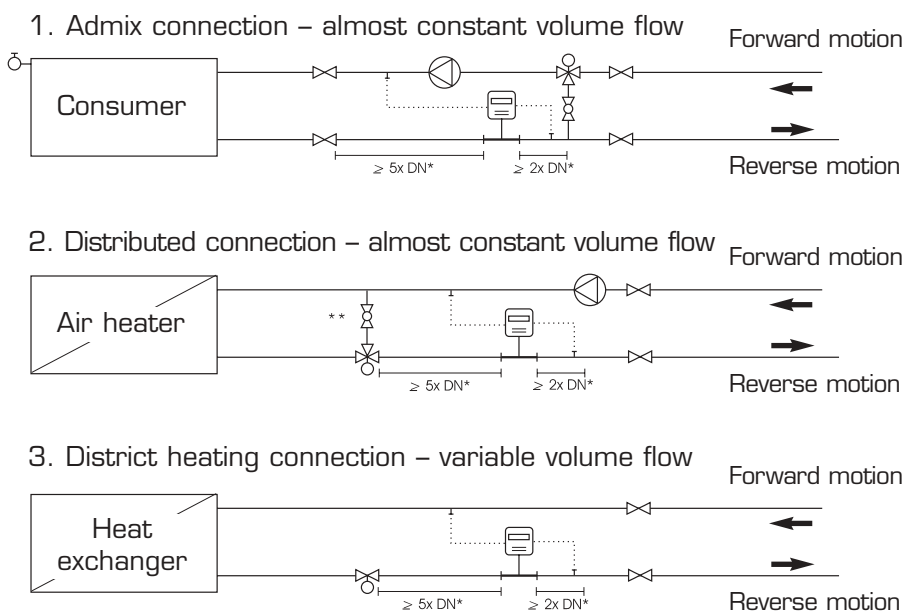 1. Admix connection – almost constant volume flow
Forward motion
Consumer
≥ 5x DN*
≥ 2x DN*
Reverse motion
2. Distributed connection – almost constant volume flow
Forward motion
Air heater
**
≥ 5x DN*
≥ 2x DN*
Reverse motion
3. District heating connection – variable volume flow
Forward motion
Heat
exchanger
≥ 5x DN*
≥ 2x DN*
Reverse motion